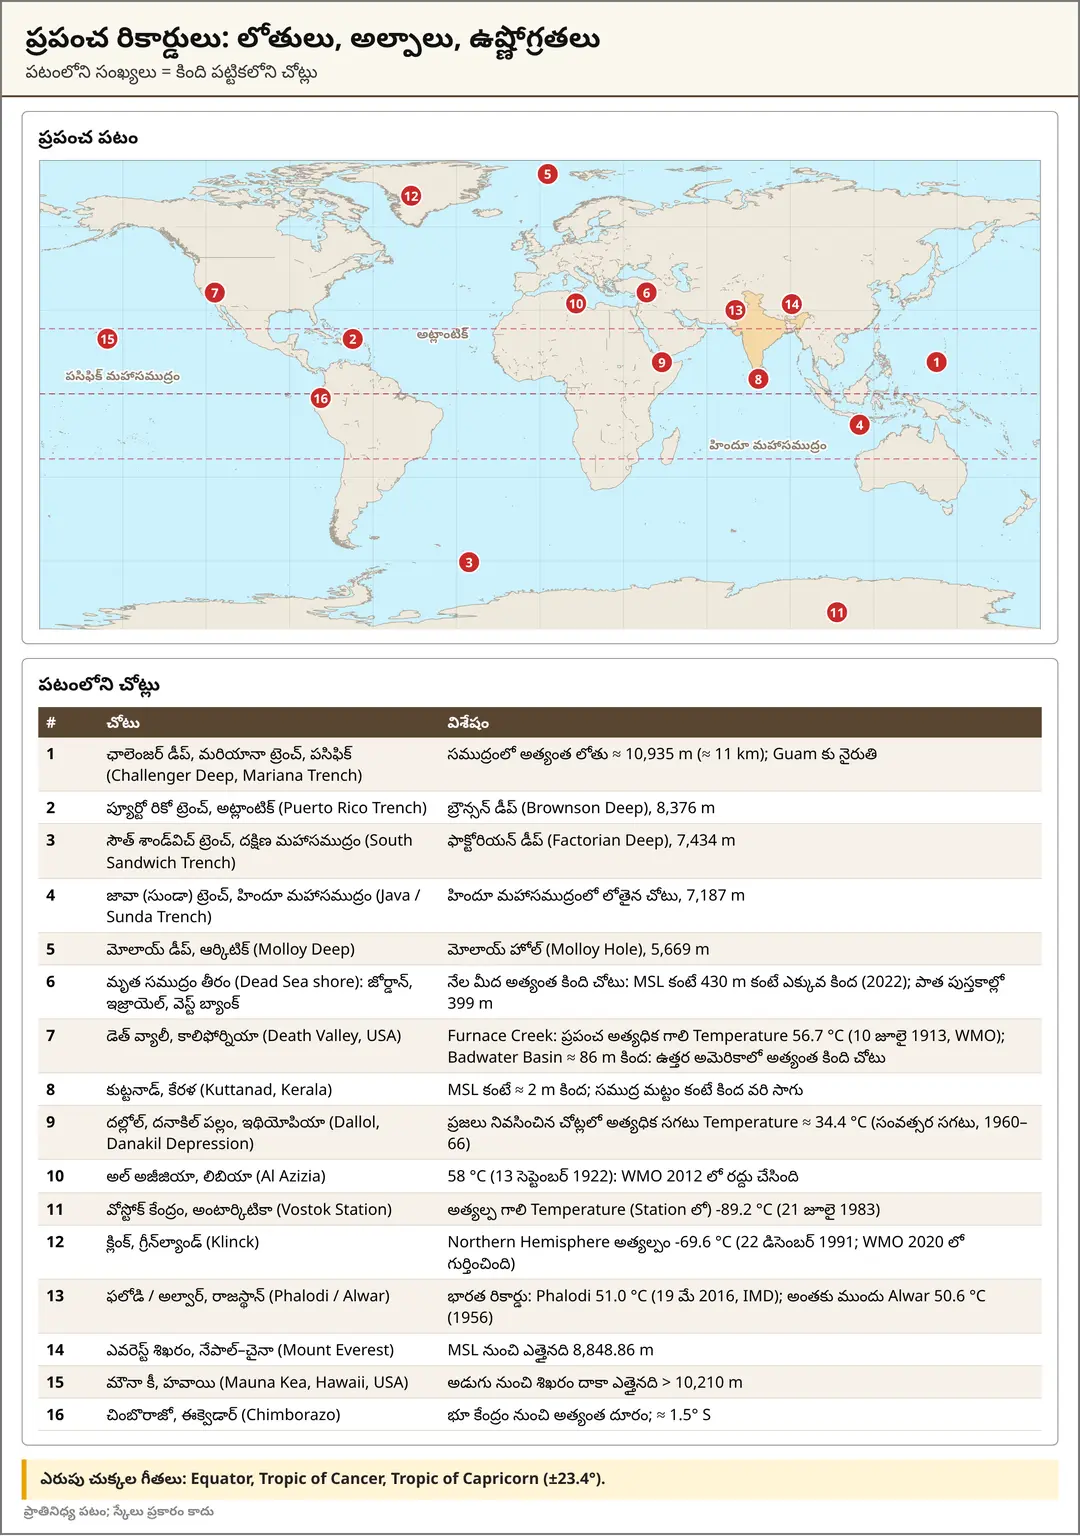 ప్రపంచ రికార్డులు: లోతులు, అల్పాలు, ఉష్ణోగ్రతలు
పటంలోని సంఖ్యలు = కింది పట్టికలోని చోట్లు
ప్రపంచ పటం
5
12
7
6
10
13
14
15
2
అట్లాంటిక్
9
1
పసిఫిక్ మహాసముద్రం
8
16
4
హిందూ మహాసముద్రం
3
11
పటంలోని చోట్లు
# చోటు విశేషం
1 ఛాలెంజర్ డీప్, మరియానా ట్రెంచ్, పసిఫిక్ సముద్రంలో అత్యంత లోతు ≈ 10,935 m (≈ 11 km); Guam కు నైరుతి
(Challenger Deep, Mariana Trench)
2 ప్యూర్టో రికో ట్రెంచ్, అట్లాంటిక్ (Puerto Rico Trench) బ్రౌన్సన్ డీప్ (Brownson Deep), 8,376 m
3 సౌత్ శాండ్‌విచ్ ట్రెంచ్, దక్షిణ మహాసముద్రం (South ఫాక్టోరియన్ డీప్ (Factorian Deep), 7,434 m
Sandwich Trench)
4 జావా (సుండా) ట్రెంచ్, హిందూ మహాసముద్రం (Java / హిందూ మహాసముద్రంలో లోతైన చోటు, 7,187 m
Sunda Trench)
5 మోలాయ్ డీప్, ఆర్కిటిక్ (Molloy Deep) మోలాయ్ హోల్ (Molloy Hole), 5,669 m
6 మృత సముద్రం తీరం (Dead Sea shore): జోర్డాన్, నేల మీద అత్యంత కింది చోటు: MSL కంటే 430 m కంటే ఎక్కువ కింద (2022); పాత పుస్తకాల్లో
ఇజ్రాయెల్, వెస్ట్ బ్యాంక్ 399 m
7 డెత్ వ్యాలీ, కాలిఫోర్నియా (Death Valley, USA) Furnace Creek: ప్రపంచ అత్యధిక గాలి Temperature 56.7 °C (10 జూలై 1913, WMO);
Badwater Basin ≈ 86 m కింద: ఉత్తర అమెరికాలో అత్యంత కింది చోటు
8 కుట్టనాడ్, కేరళ (Kuttanad, Kerala) MSL కంటే ≈ 2 m కింద; సముద్ర మట్టం కంటే కింద వరి సాగు
9 దల్లోల్, దనాకిల్ పల్లం, ఇథియోపియా (Dallol, ప్రజలు నివసించిన చోట్లలో అత్యధిక సగటు Temperature ≈ 34.4 °C (సంవత్సర సగటు, 1960–
Danakil Depression) 66)
10 అల్ అజీజియా, లిబియా (Al Azizia) 58 °C (13 సెప్టెంబర్ 1922): WMO 2012 లో రద్దు చేసింది
11 వోస్టోక్ కేంద్రం, అంటార్కిటికా (Vostok Station) అత్యల్ప గాలి Temperature (Station లో) -89.2 °C (21 జూలై 1983)
12 క్లింక్, గ్రీన్‌ల్యాండ్ (Klinck) Northern Hemisphere అత్యల్పం -69.6 °C (22 డిసెంబర్ 1991; WMO 2020 లో
గుర్తించింది)
13 ఫలోడి / అల్వార్, రాజస్థాన్ (Phalodi / Alwar) భారత రికార్డు: Phalodi 51.0 °C (19 మే 2016, IMD); అంతకు ముందు Alwar 50.6 °C
(1956)
14 ఎవరెస్ట్ శిఖరం, నేపాల్–చైనా (Mount Everest) MSL నుంచి ఎత్తైనది 8,848.86 m
15 మౌనా కీ, హవాయి (Mauna Kea, Hawaii, USA) అడుగు నుంచి శిఖరం దాకా ఎత్తైనది > 10,210 m
16 చింబొరాజో, ఈక్వెడార్ (Chimborazo) భూ కేంద్రం నుంచి అత్యంత దూరం; ≈ 1.5° S
ఎరుపు చుక్కల గీతలు: Equator, Tropic of Cancer, Tropic of Capricorn (±23.4°).
ప్రాతినిధ్య పటం; స్కేలు ప్రకారం కాదు